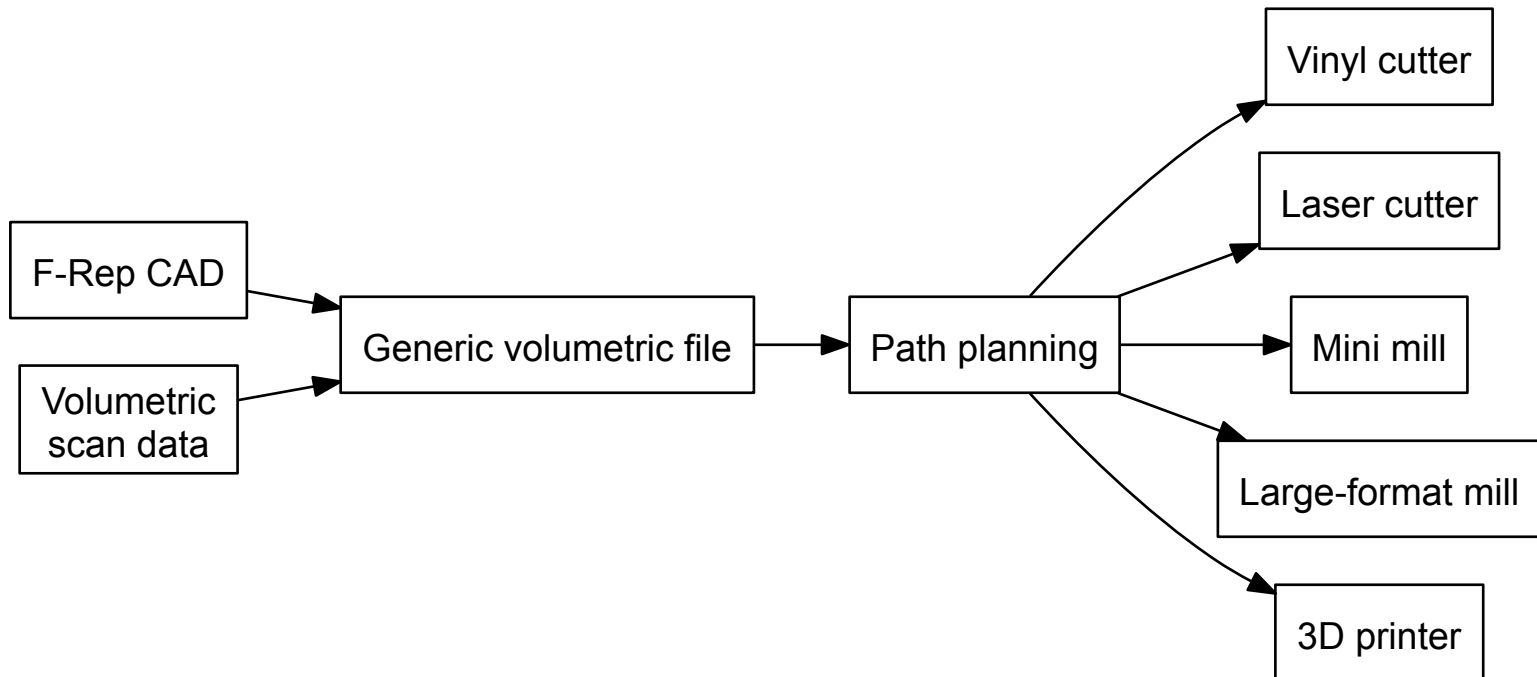 F-Rep CAD
Volumetric
scan data
Generic volumetric file
Path planning
Vinyl cutter
Laser cutter
Mini mill
Large-format mill
3D printer